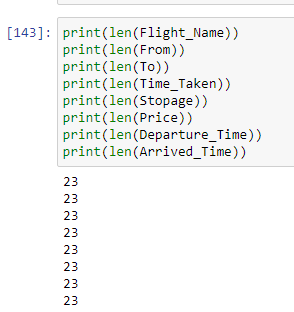 [143]: print(len(Flight_Name))
print(len(From))
print(len(To))
print(len(Time_Taken))
print(len(Stopage))
print(len(Price))
print(len(Departure_Time))
print(len(Arrived_Time))
23
23
23
23
23
23
23
23